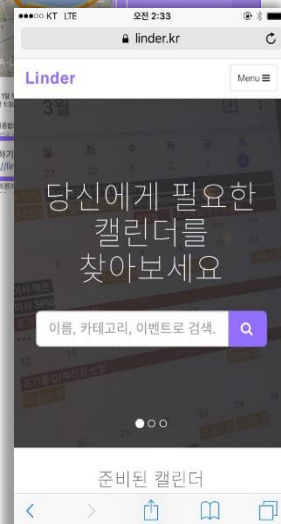 KT LTE 오전 2:33
linder.kr
Linder
Menu
3월
당신에게 필요한
캘린더를
찾아보세요
이름, 카테고리, 이벤트로 검색.
준비된 캘린더